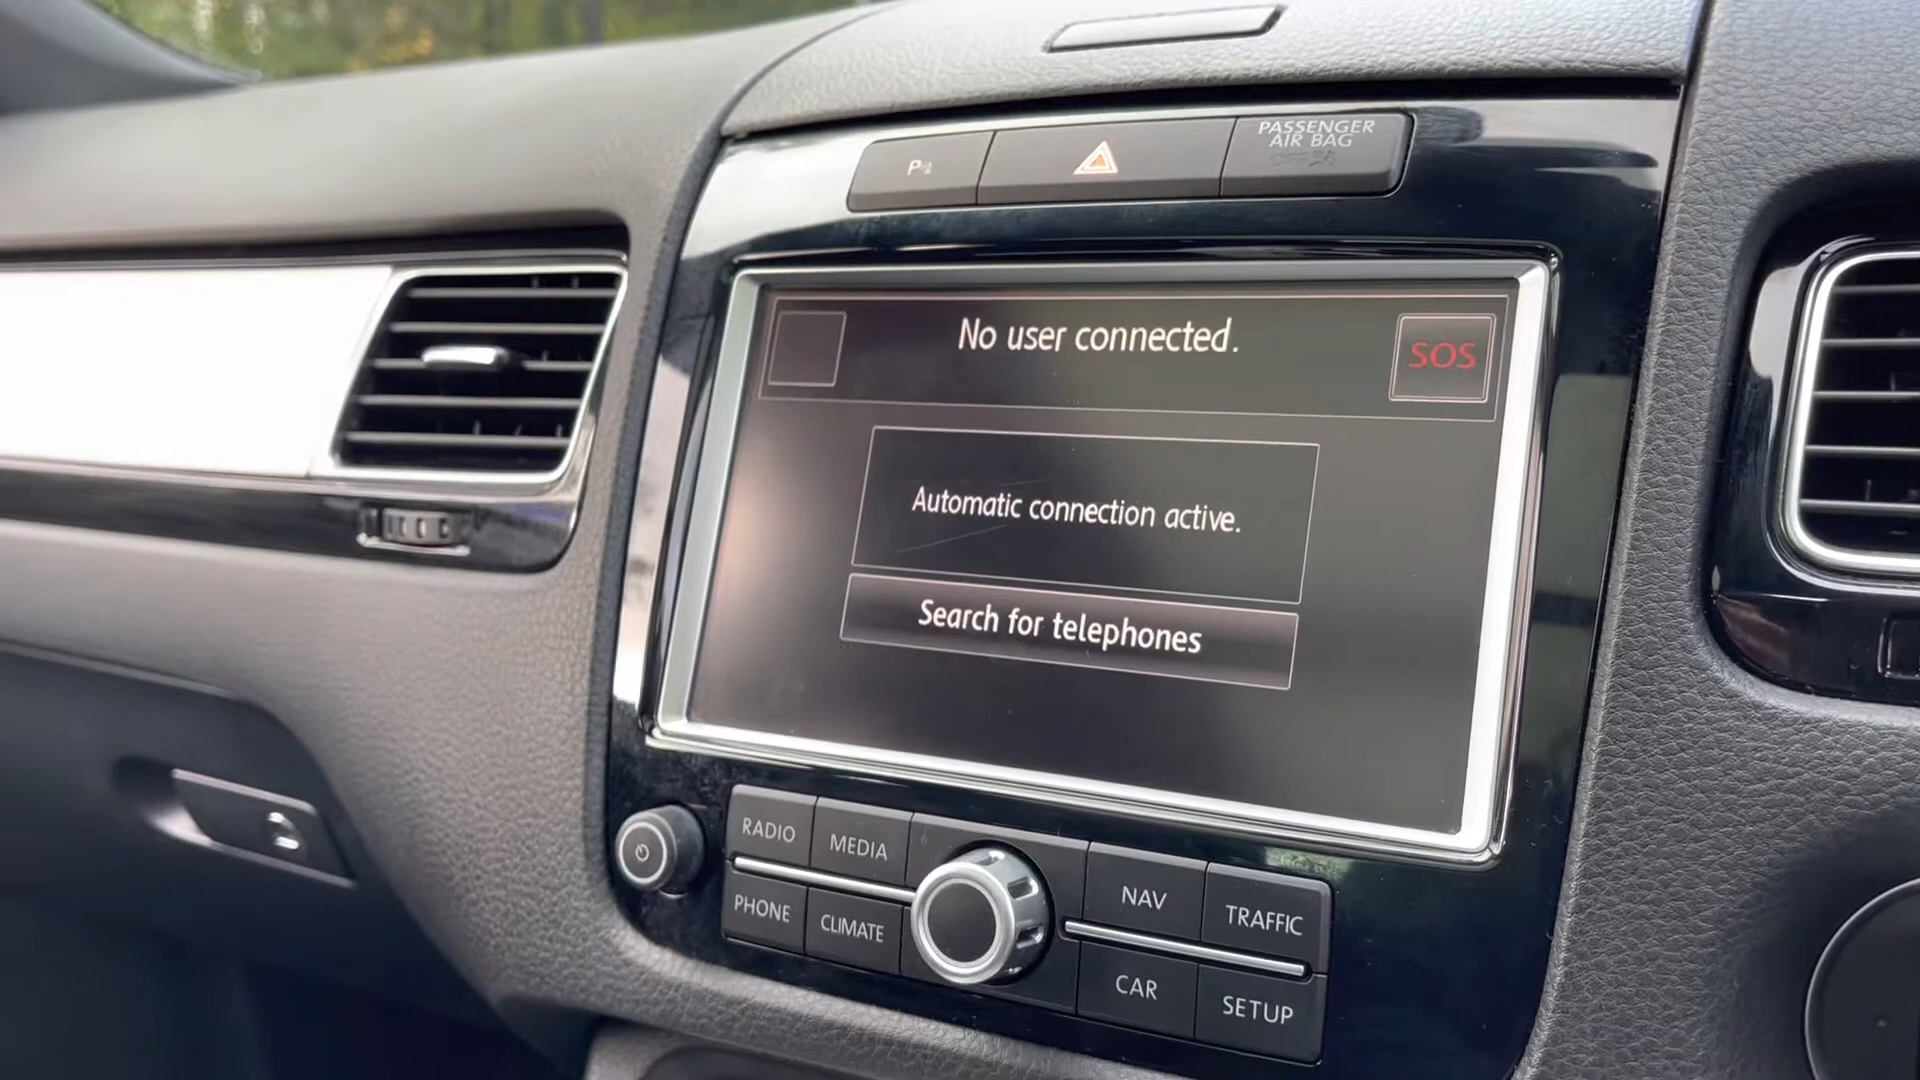 P
PASSENGER
AIR BAG
No user connected.
SOS
Automatic connection active.
Search for telephones
RADIO
MEDIA
PHONE
CLIMATE
NAV
TRAFFIC
CAR
SETUP